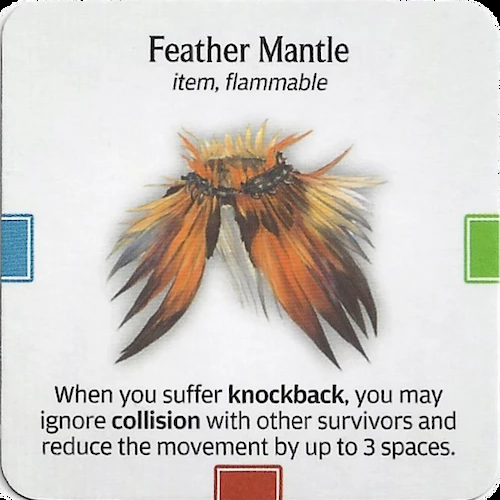 Feather Mantle
item, flammable
When you suffer knockback, you may
ignore collision with other survivors and
reduce the movement by up to 3 spaces.